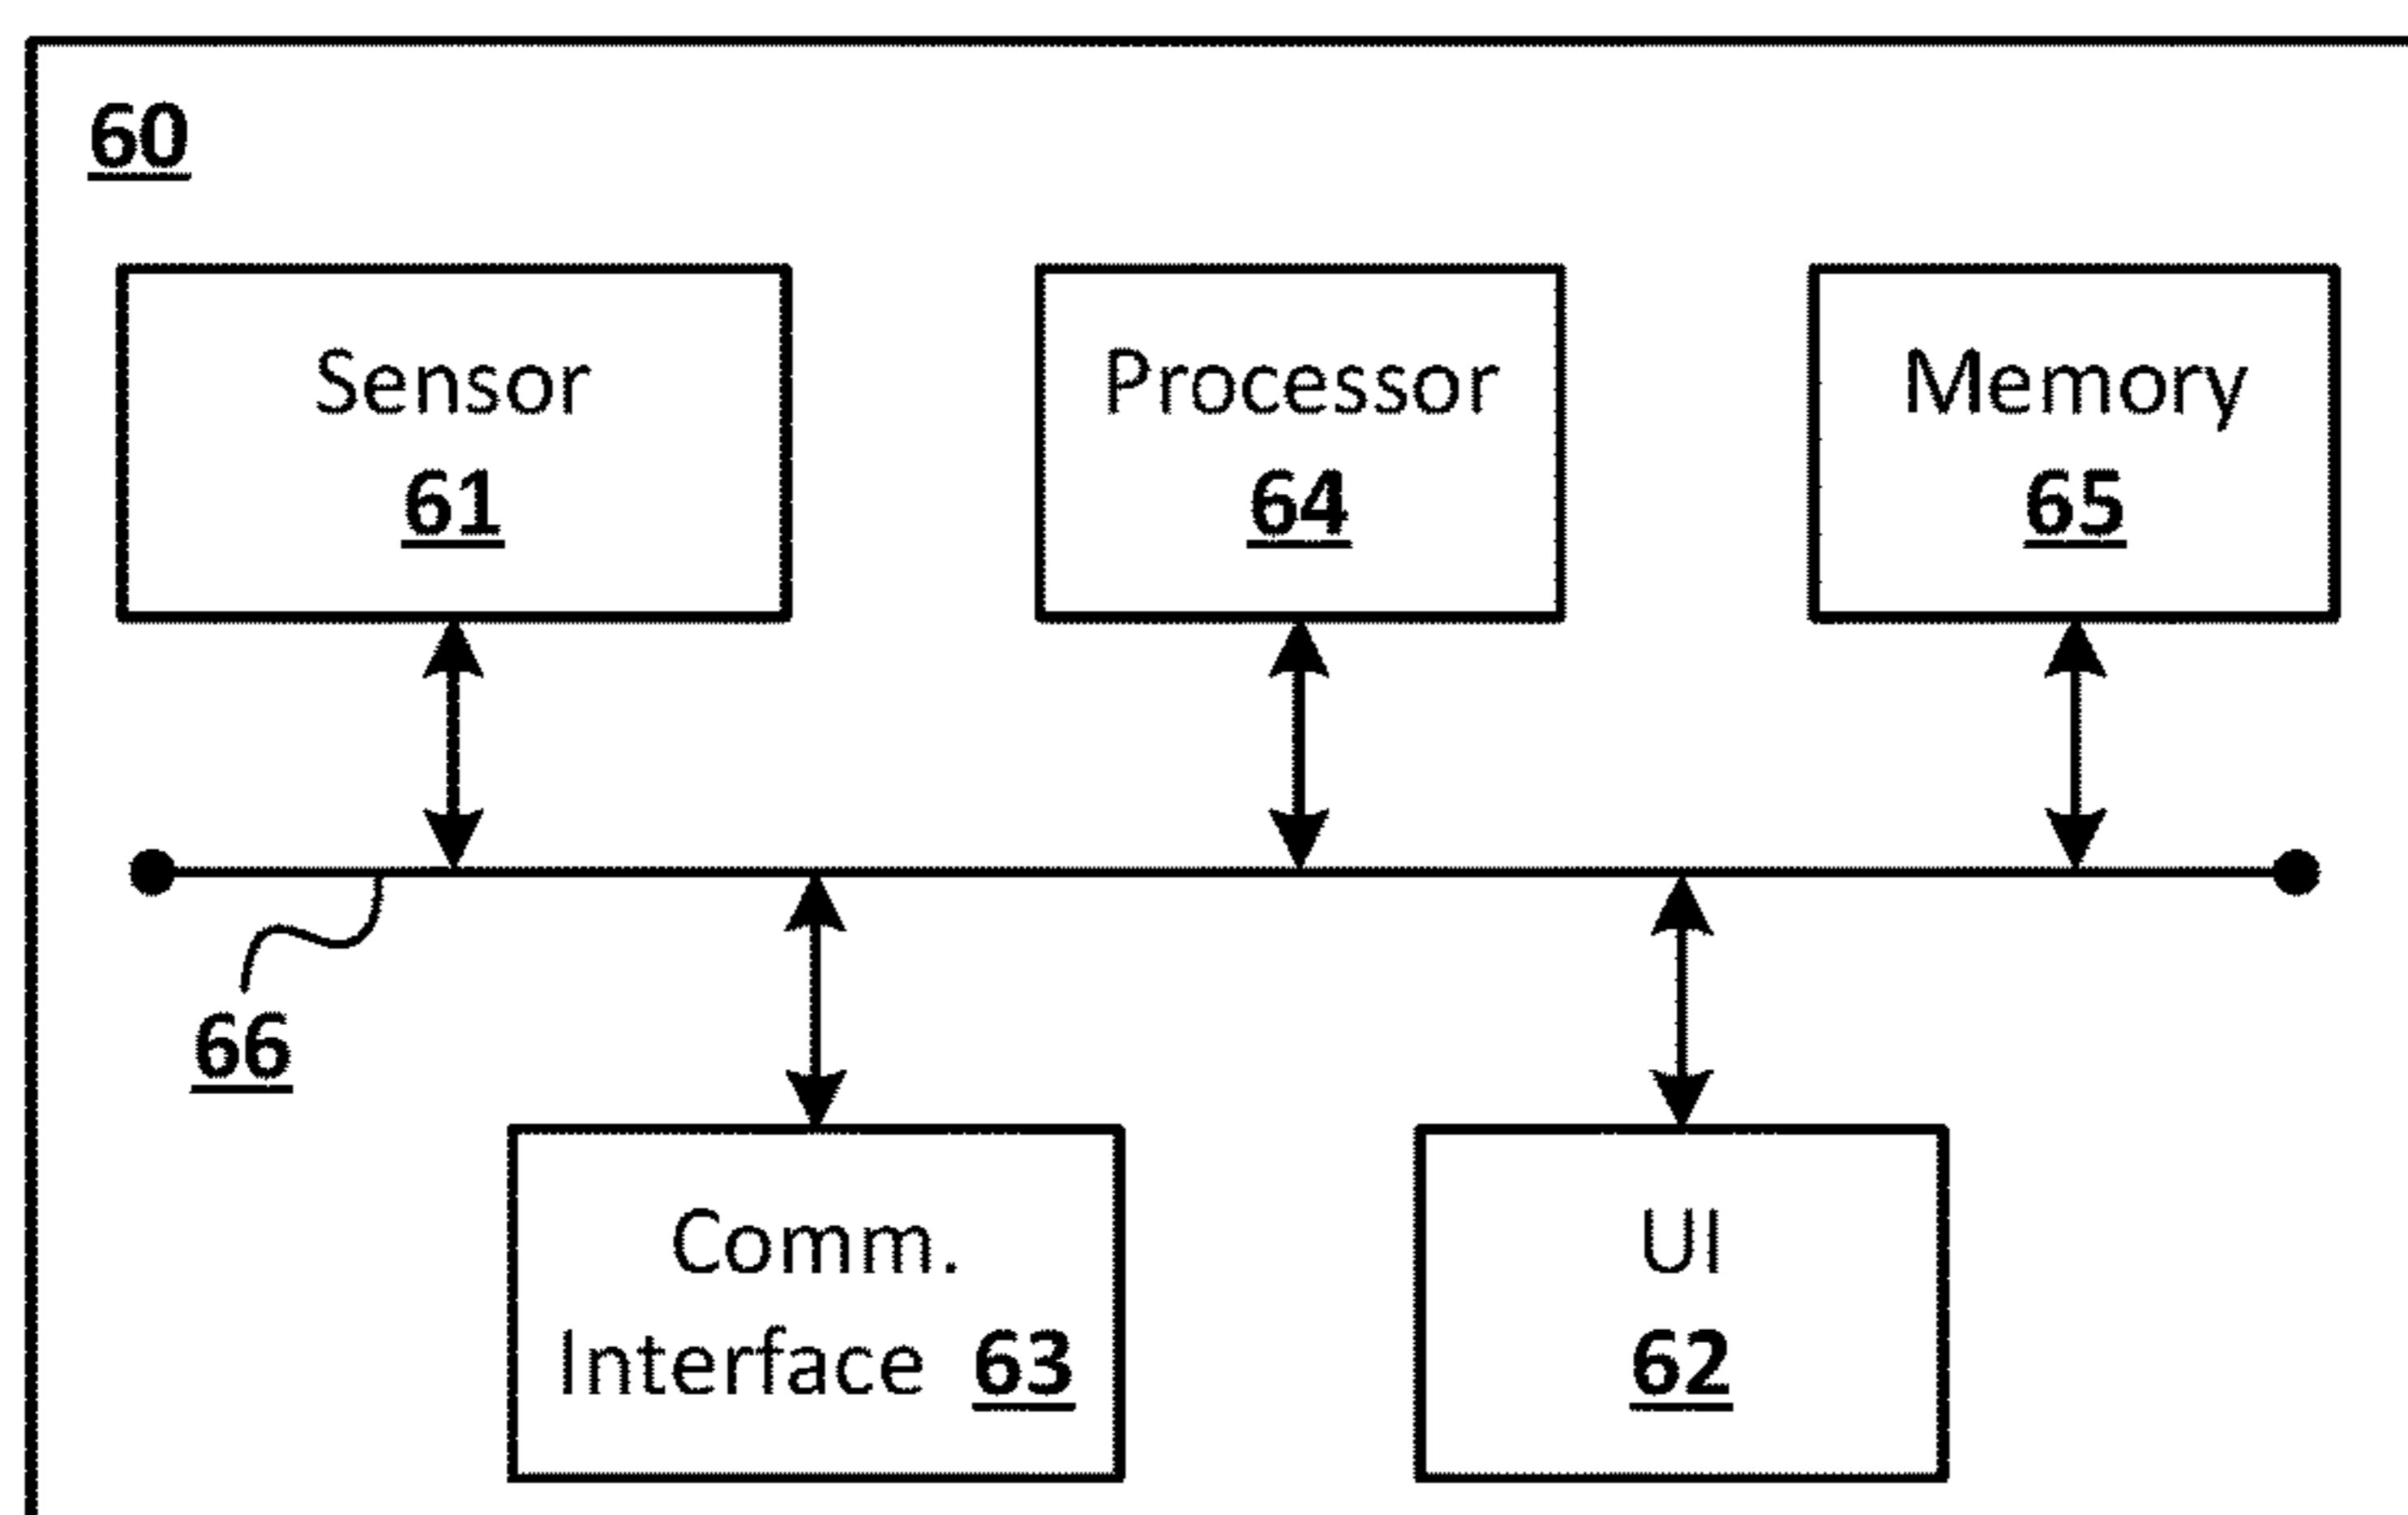 60
Sensor
61
Processor
64
Memory
65
66
Comm.
Interface 63
UI
62